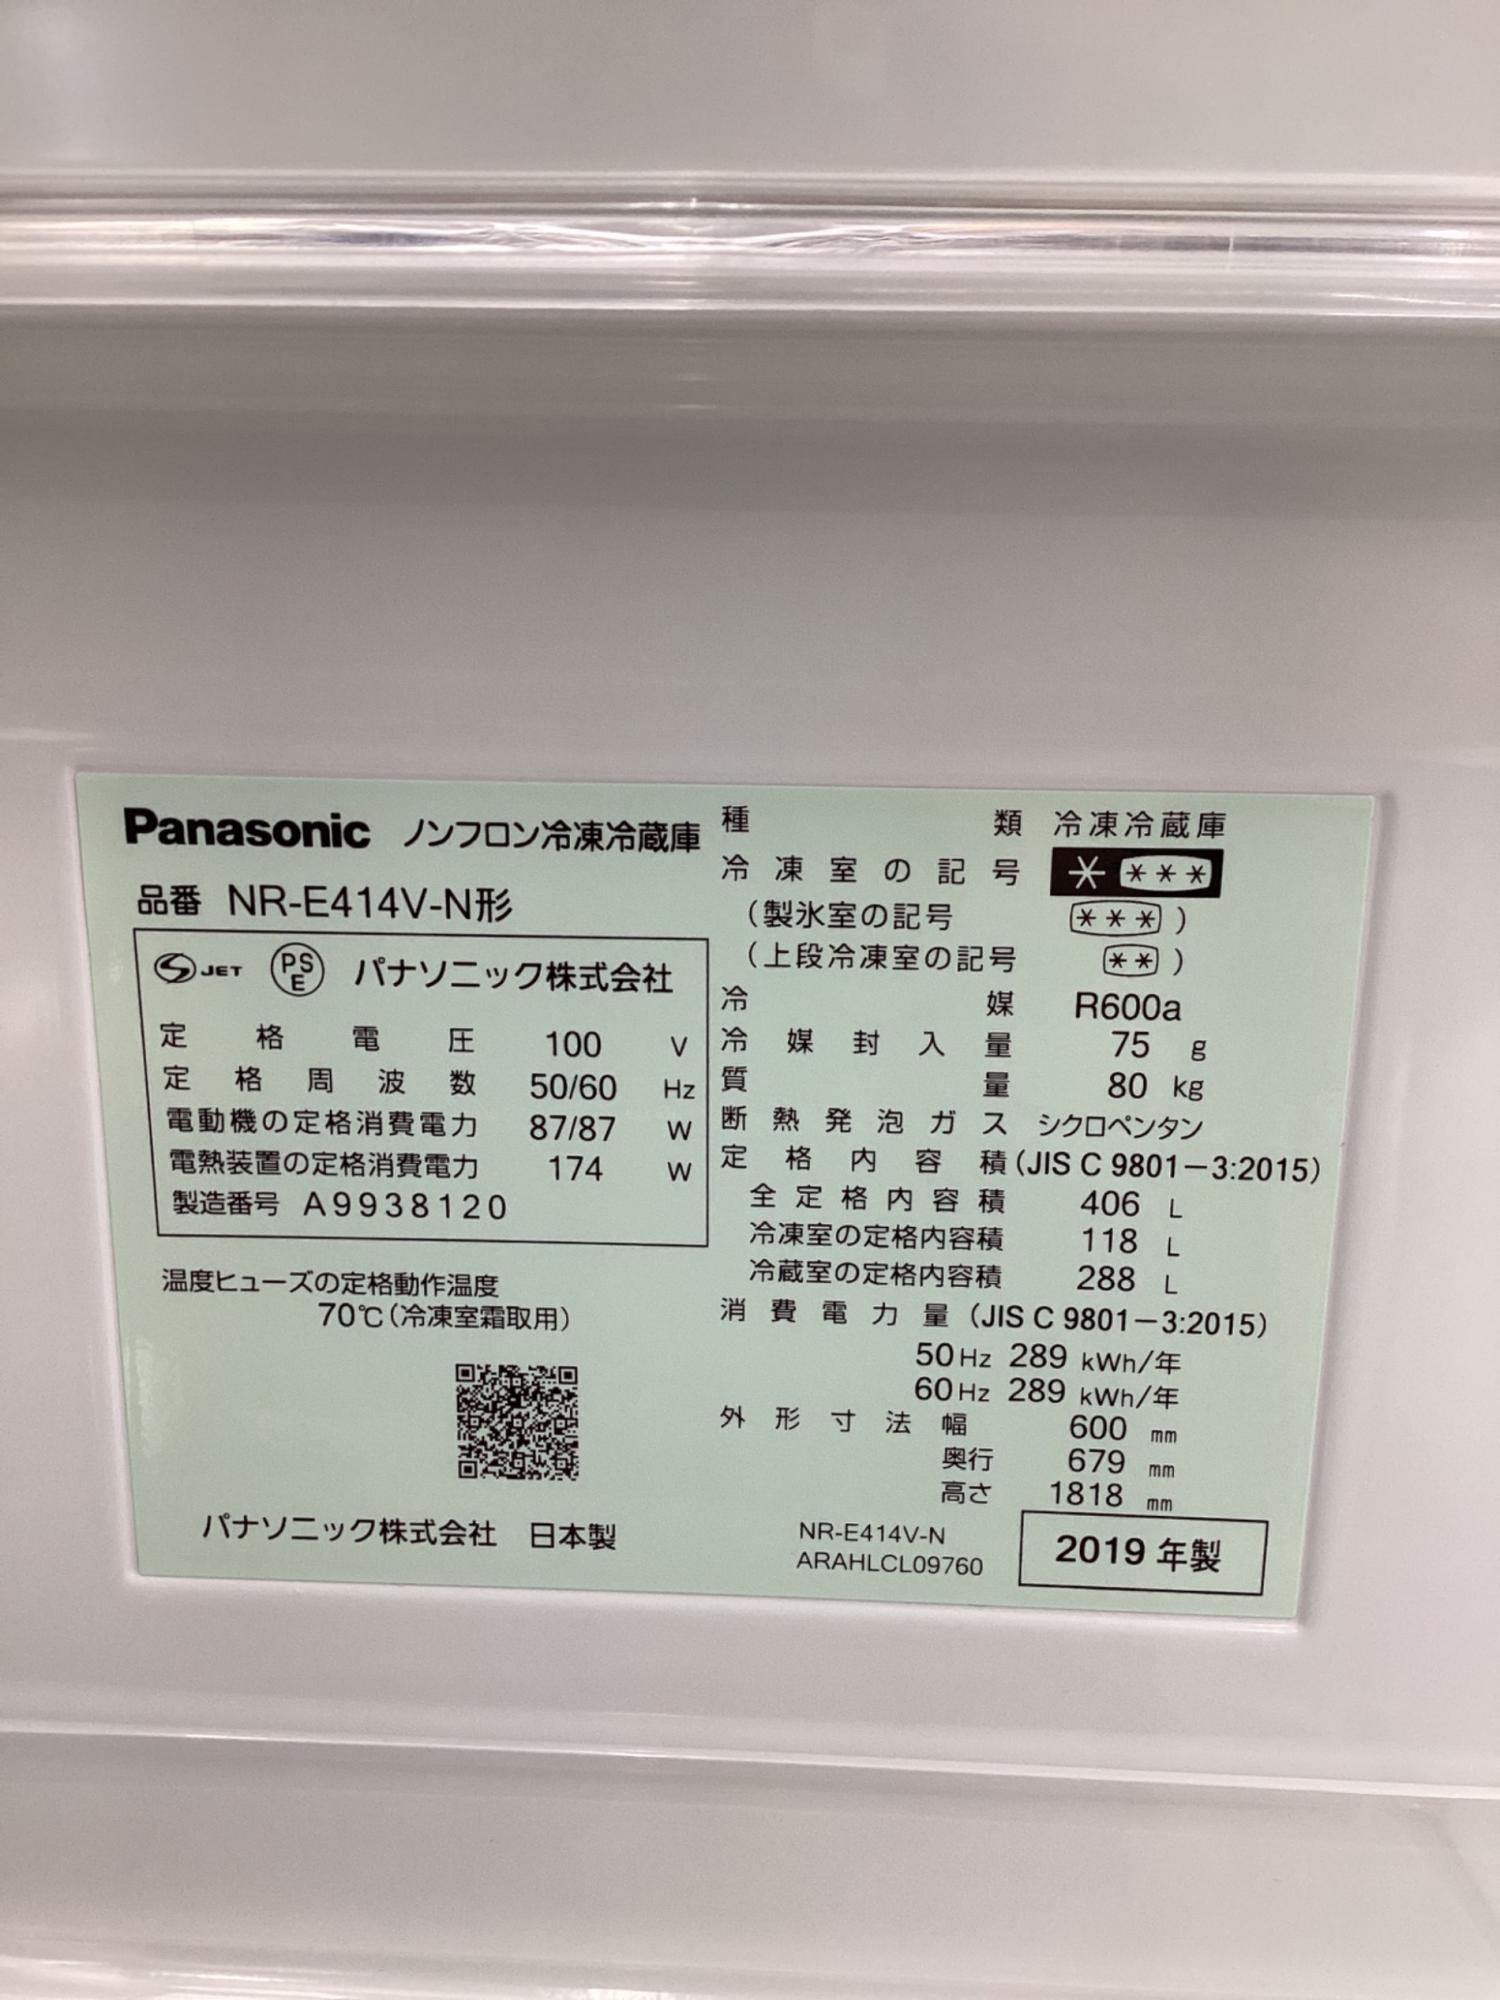 Panasonic ノンフロン冷凍冷蔵庫
品番 NR-E414V-N形
S JET PSE パナソニック株式会社
定格電圧 100 V
定格周波数 50/60 Hz
電動機の定格消費電力 87/87 W
電熱装置の定格消費電力 174 W
製造番号 A9938120
温度ヒューズの定格動作温度
70℃(冷凍室霜取用)
パナソニック株式会社 日本製
種類 冷凍冷蔵庫
冷凍室の記号 * ***
(製氷室の記号 ***)
(上段冷凍室の記号 **)
冷媒 R600a
冷媒封入量 75 g
質量 80 kg
断熱発泡ガス シクロペンタン
定格内容積(JIS C 9801-3:2015)
全定格内容積 406 L
冷凍室の定格内容積 118 L
冷蔵室の定格内容積 288 L
消費電力量(JIS C 9801-3:2015)
50Hz 289 kWh/年
60Hz 289 kWh/年
外形寸法 幅 600 mm
奥行 679 mm
高さ 1818 mm
NR-E414V-N
ARAHLCL09760
2019年製